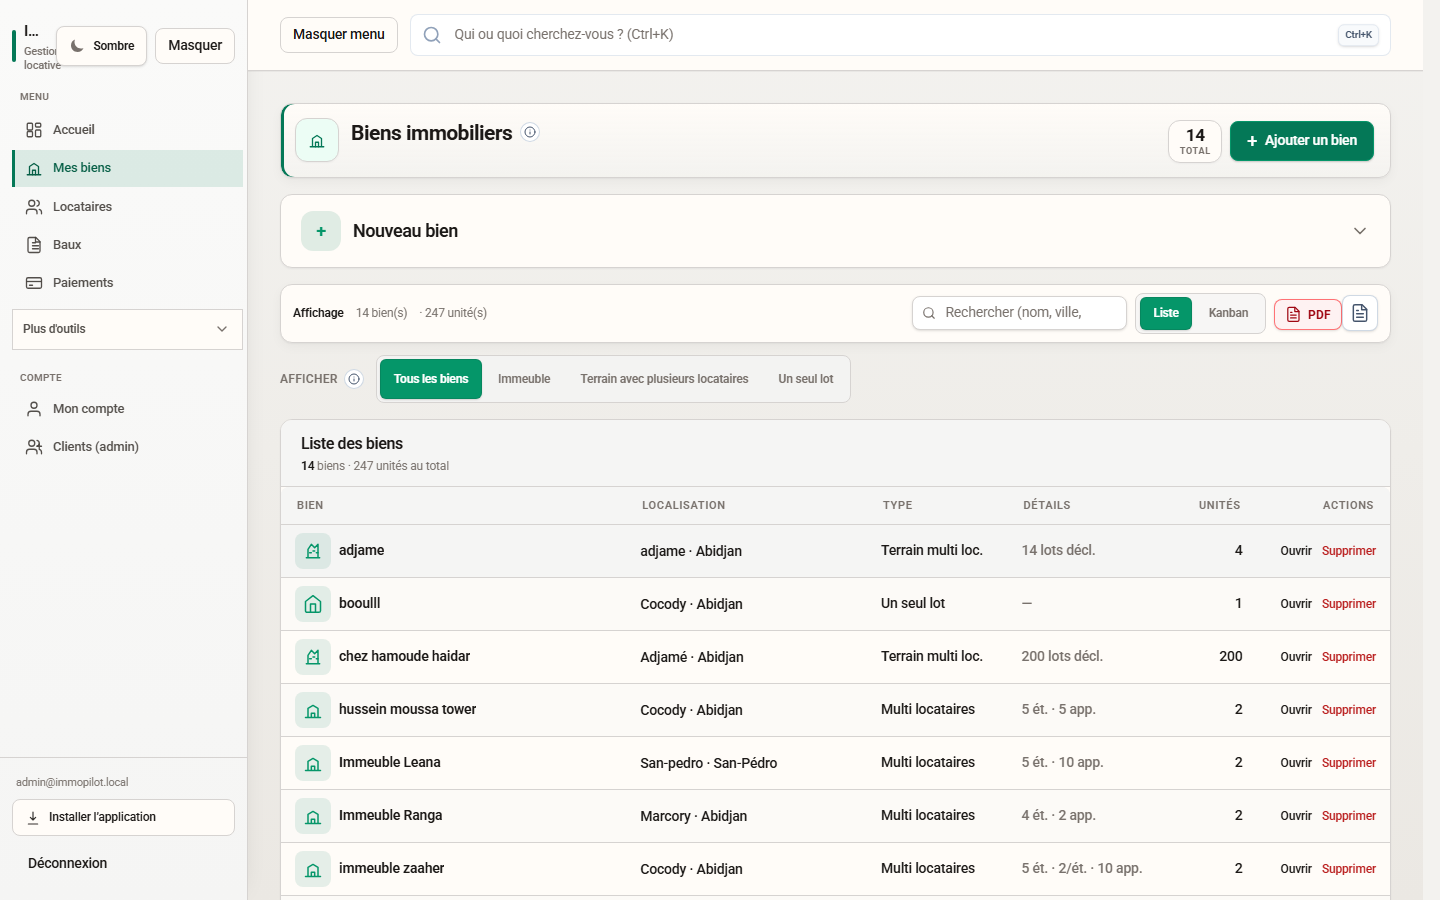 I...
Gestion
locative
Sombre
Masquer
MENU
Accueil
Mes biens
Locataires
Baux
Paiements
Plus d'outils
COMPTE
Mon compte
Clients (admin)
admin@immopilot.local
Installer l'application
Déconnexion
Masquer menu
Qui ou quoi cherchez-vous ? (Ctrl+K)
Ctrl+K
Biens immobiliers
14
TOTAL
+ Ajouter un bien
+ Nouveau bien
Affichage 14 bien(s) · 247 unité(s)
Rechercher (nom, ville,
Liste
Kanban
PDF
AFFICHER
Tous les biens
Immeuble
Terrain avec plusieurs locataires
Un seul lot
Liste des biens
14 biens · 247 unités au total
BIEN LOCALISATION TYPE DÉTAILS UNITÉS ACTIONS
adjame adjame · Abidjan Terrain multi loc. 14 lots décl. 4 Ouvrir Supprimer
booulll Cocody · Abidjan Un seul lot — 1 Ouvrir Supprimer
chez hamoude haidar Adjamé · Abidjan Terrain multi loc. 200 lots décl. 200 Ouvrir Supprimer
hussein moussa tower Cocody · Abidjan Multi locataires 5 ét. · 5 app. 2 Ouvrir Supprimer
Immeuble Leana San-pedro · San-Pédro Multi locataires 5 ét. · 10 app. 2 Ouvrir Supprimer
Immeuble Ranga Marcory · Abidjan Multi locataires 4 ét. · 2 app. 2 Ouvrir Supprimer
immeuble zaaher Cocody · Abidjan Multi locataires 5 ét. · 2/ét. · 10 app. 2 Ouvrir Supprimer